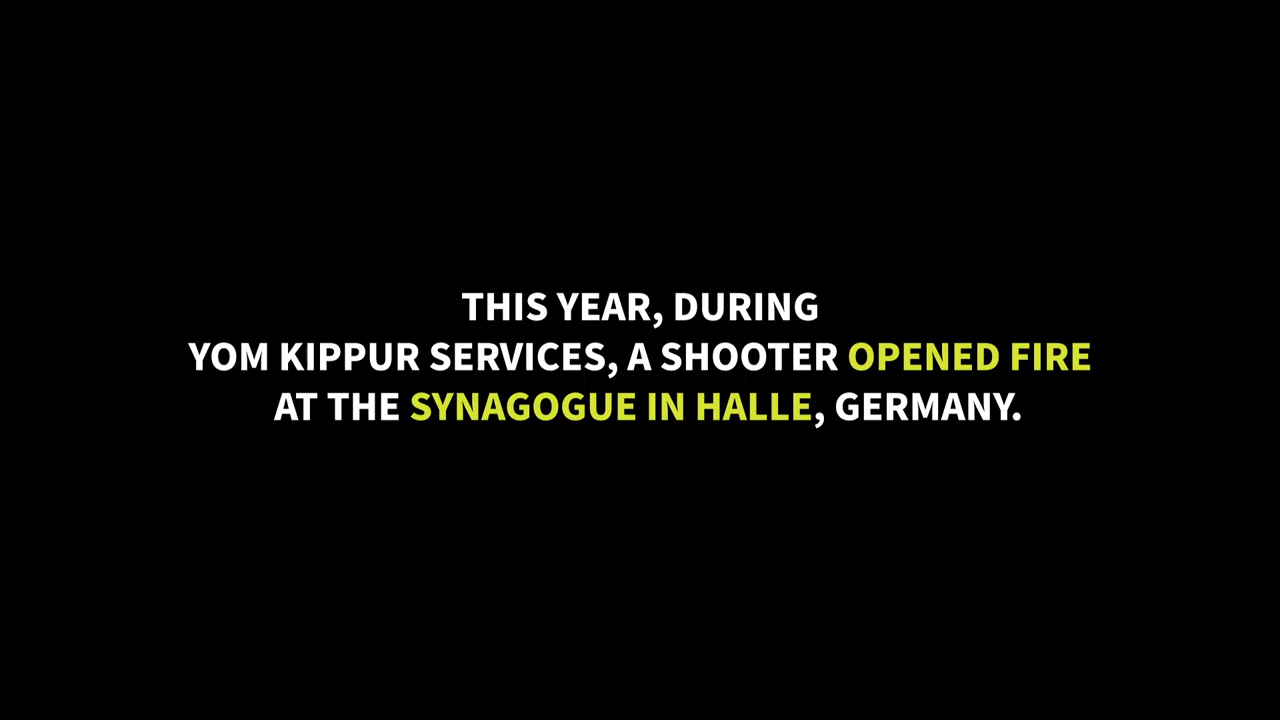 THIS YEAR, DURING
YOM KIPPUR SERVICES, A SHOOTER OPENED FIRE
AT THE SYNAGOGUE IN HALLE, GERMANY.